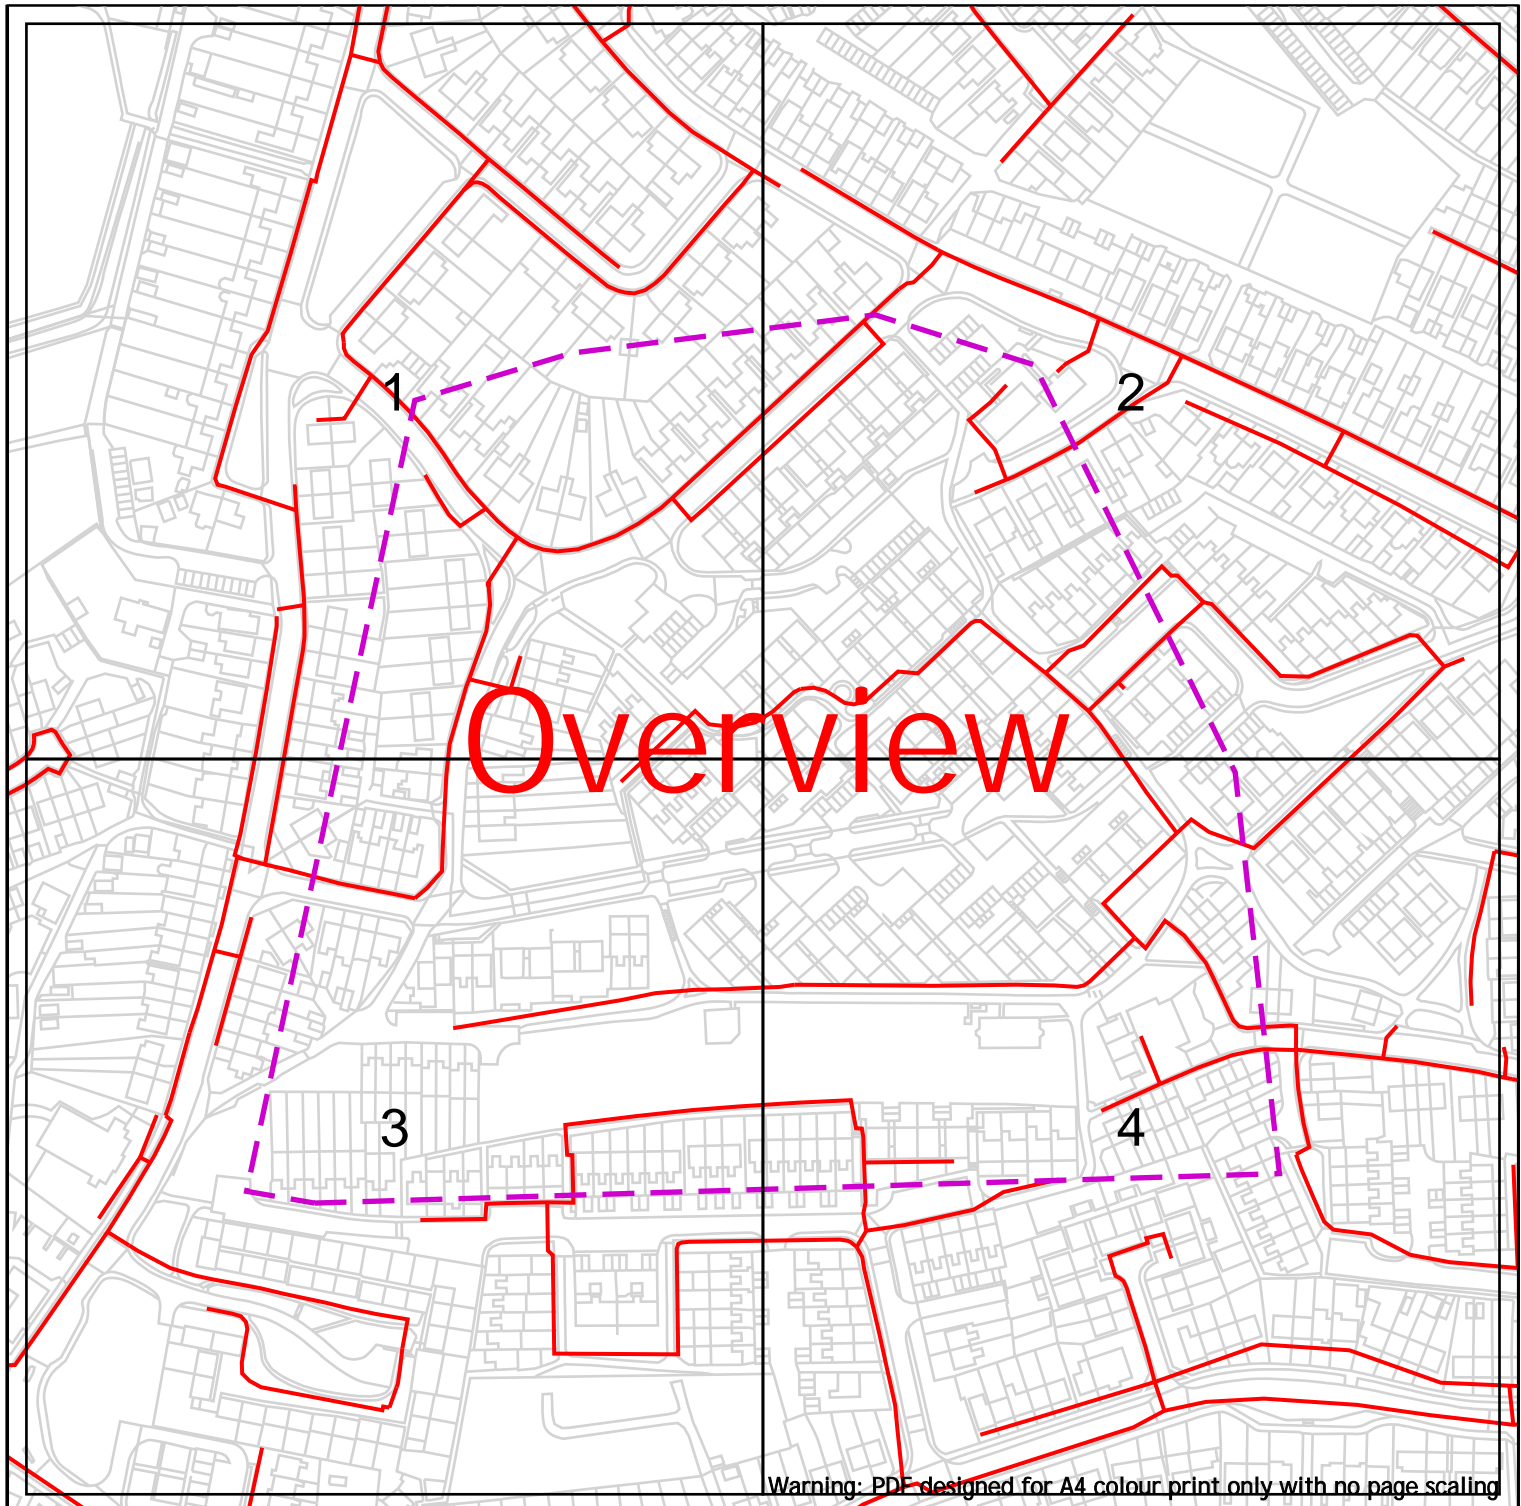 1
2
Overview
3
4
Warning: PDF designed for A4 colour print only with no page scaling